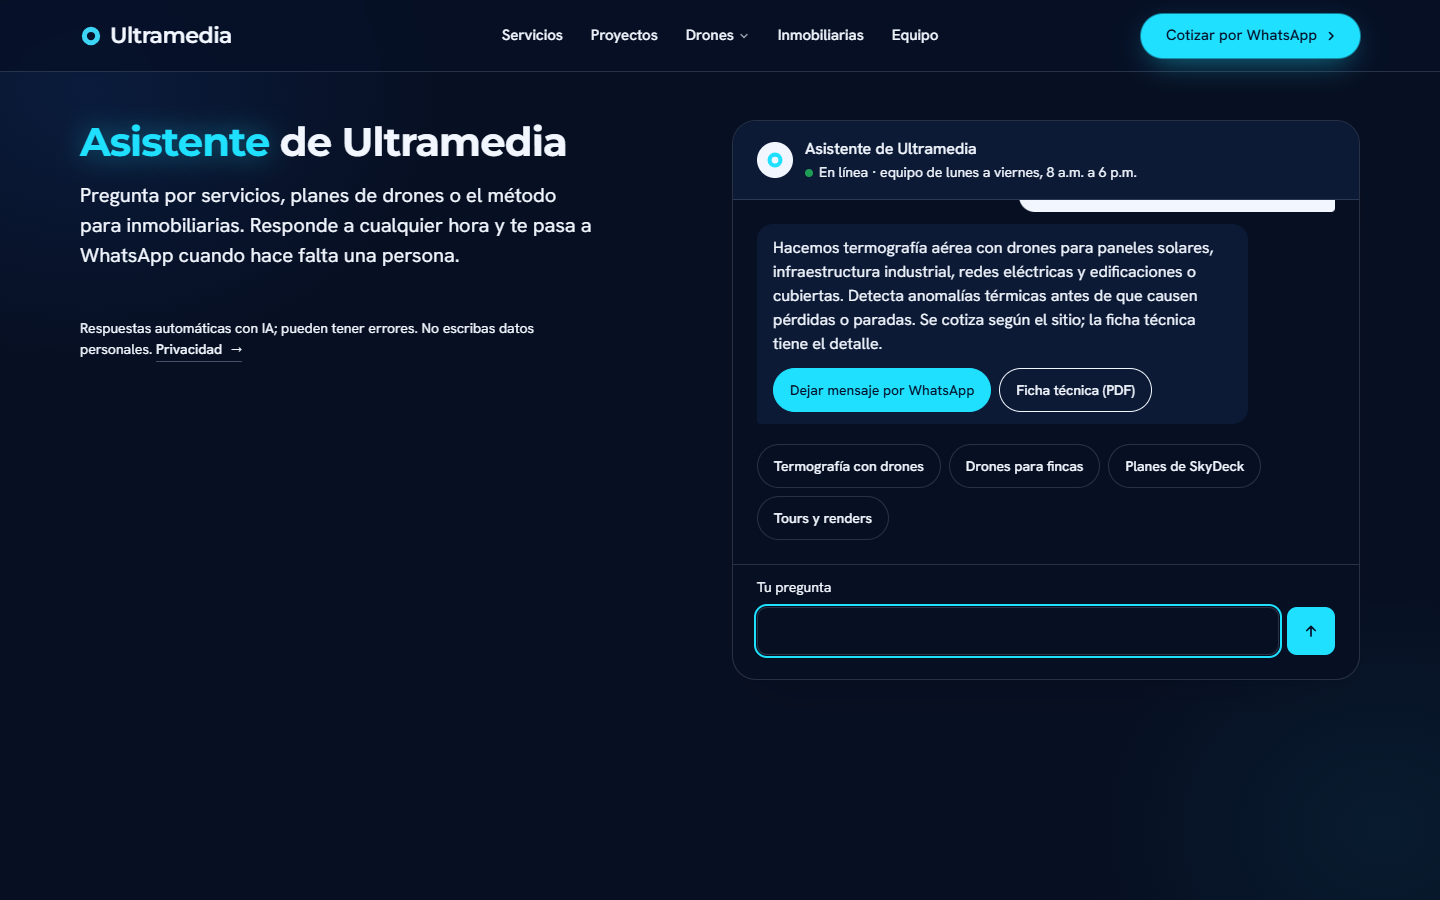 Ultramedia
Servicios
Proyectos
Drones
Inmobiliarias
Equipo
Cotizar por WhatsApp
Asistente de Ultramedia
Pregunta por servicios, planes de drones o el método
para inmobiliarias. Responde a cualquier hora y te pasa a
WhatsApp cuando hace falta una persona.
Respuestas automáticas con IA; pueden tener errores. No escribas datos
personales. Privacidad →
Asistente de Ultramedia
En línea · equipo de lunes a viernes, 8 a.m. a 6 p.m.
Hacemos termografía aérea con drones para paneles solares,
infraestructura industrial, redes eléctricas y edificaciones o
cubiertas. Detecta anomalías térmicas antes de que causen
pérdidas o paradas. Se cotiza según el sitio; la ficha técnica
tiene el detalle.
Dejar mensaje por WhatsApp
Ficha técnica (PDF)
Termografía con drones
Drones para fincas
Planes de SkyDeck
Tours y renders
Tu pregunta